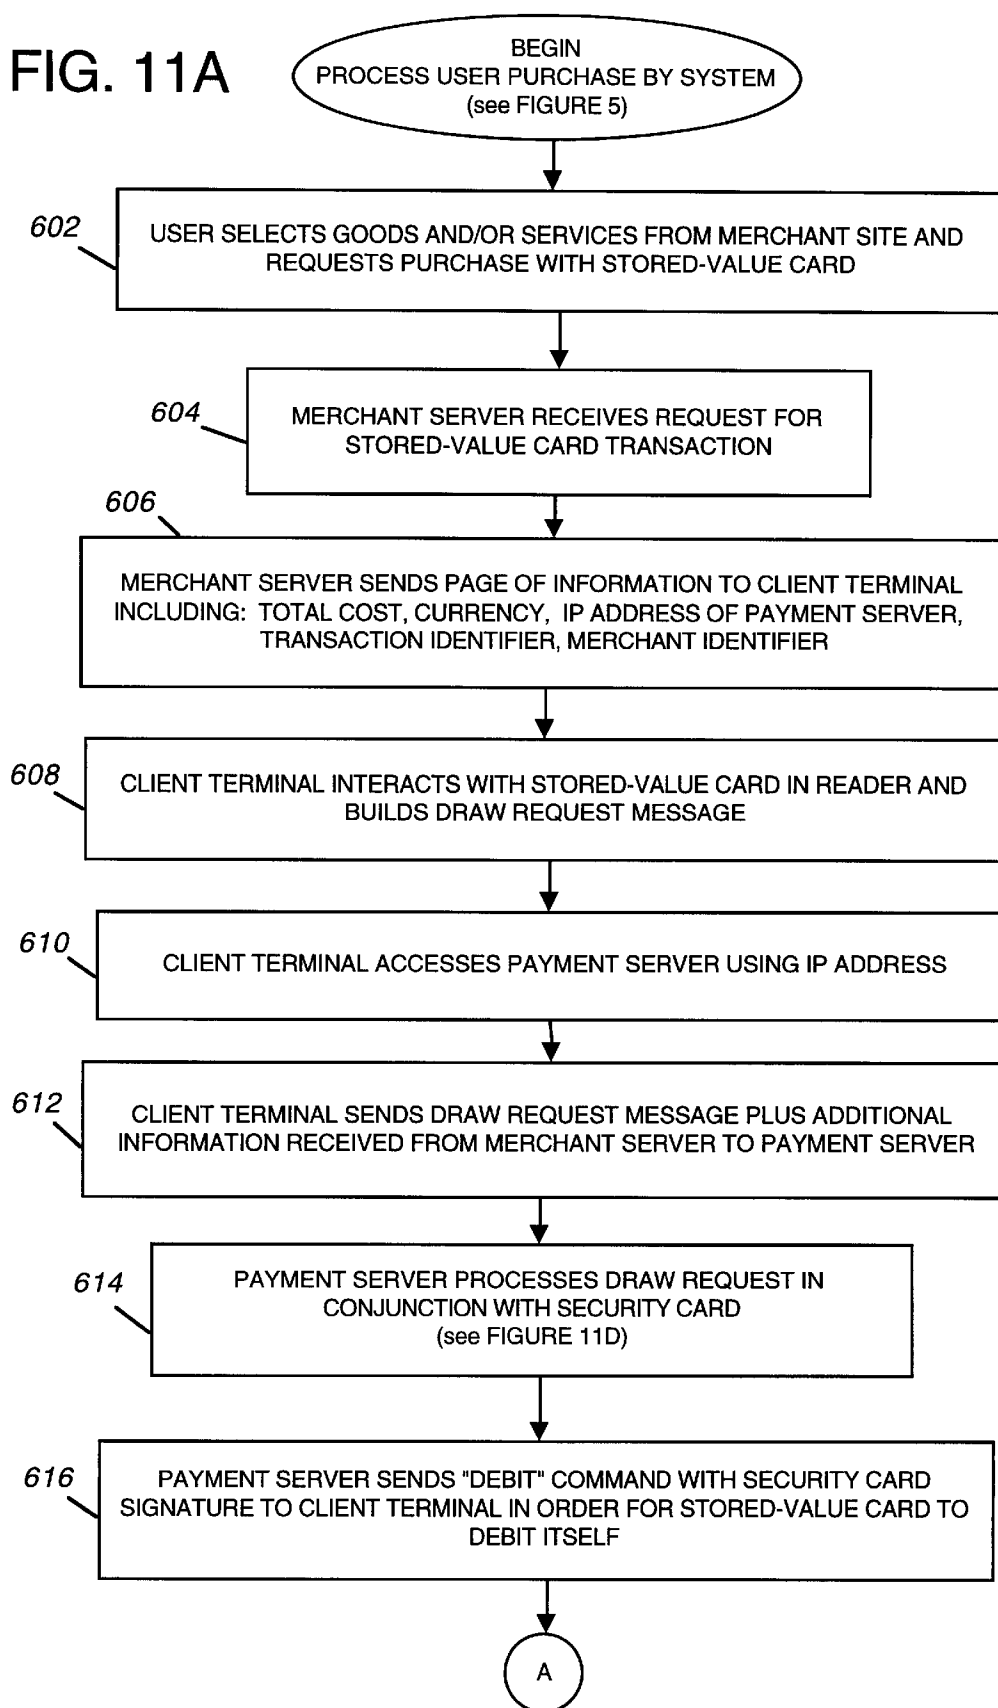 FIG. 11A
BEGIN
PROCESS USER PURCHASE BY SYSTEM
(see FIGURE 5)
602
USER SELECTS GOODS AND/OR SERVICES FROM MERCHANT SITE AND
REQUESTS PURCHASE WITH STORED-VALUE CARD
604
MERCHANT SERVER RECEIVES REQUEST FOR
STORED-VALUE CARD TRANSACTION
606
MERCHANT SERVER SENDS PAGE OF INFORMATION TO CLIENT TERMINAL
INCLUDING: TOTAL COST, CURRENCY, IP ADDRESS OF PAYMENT SERVER,
TRANSACTION IDENTIFIER, MERCHANT IDENTIFIER
608
CLIENT TERMINAL INTERACTS WITH STORED-VALUE CARD IN READER AND
BUILDS DRAW REQUEST MESSAGE
610
CLIENT TERMINAL ACCESSES PAYMENT SERVER USING IP ADDRESS
612
CLIENT TERMINAL SENDS DRAW REQUEST MESSAGE PLUS ADDITIONAL
INFORMATION RECEIVED FROM MERCHANT SERVER TO PAYMENT SERVER
614
PAYMENT SERVER PROCESSES DRAW REQUEST IN
CONJUNCTION WITH SECURITY CARD
(see FIGURE 11D)
616
PAYMENT SERVER SENDS "DEBIT" COMMAND WITH SECURITY CARD
SIGNATURE TO CLIENT TERMINAL IN ORDER FOR STORED-VALUE CARD TO
DEBIT ITSELF
A